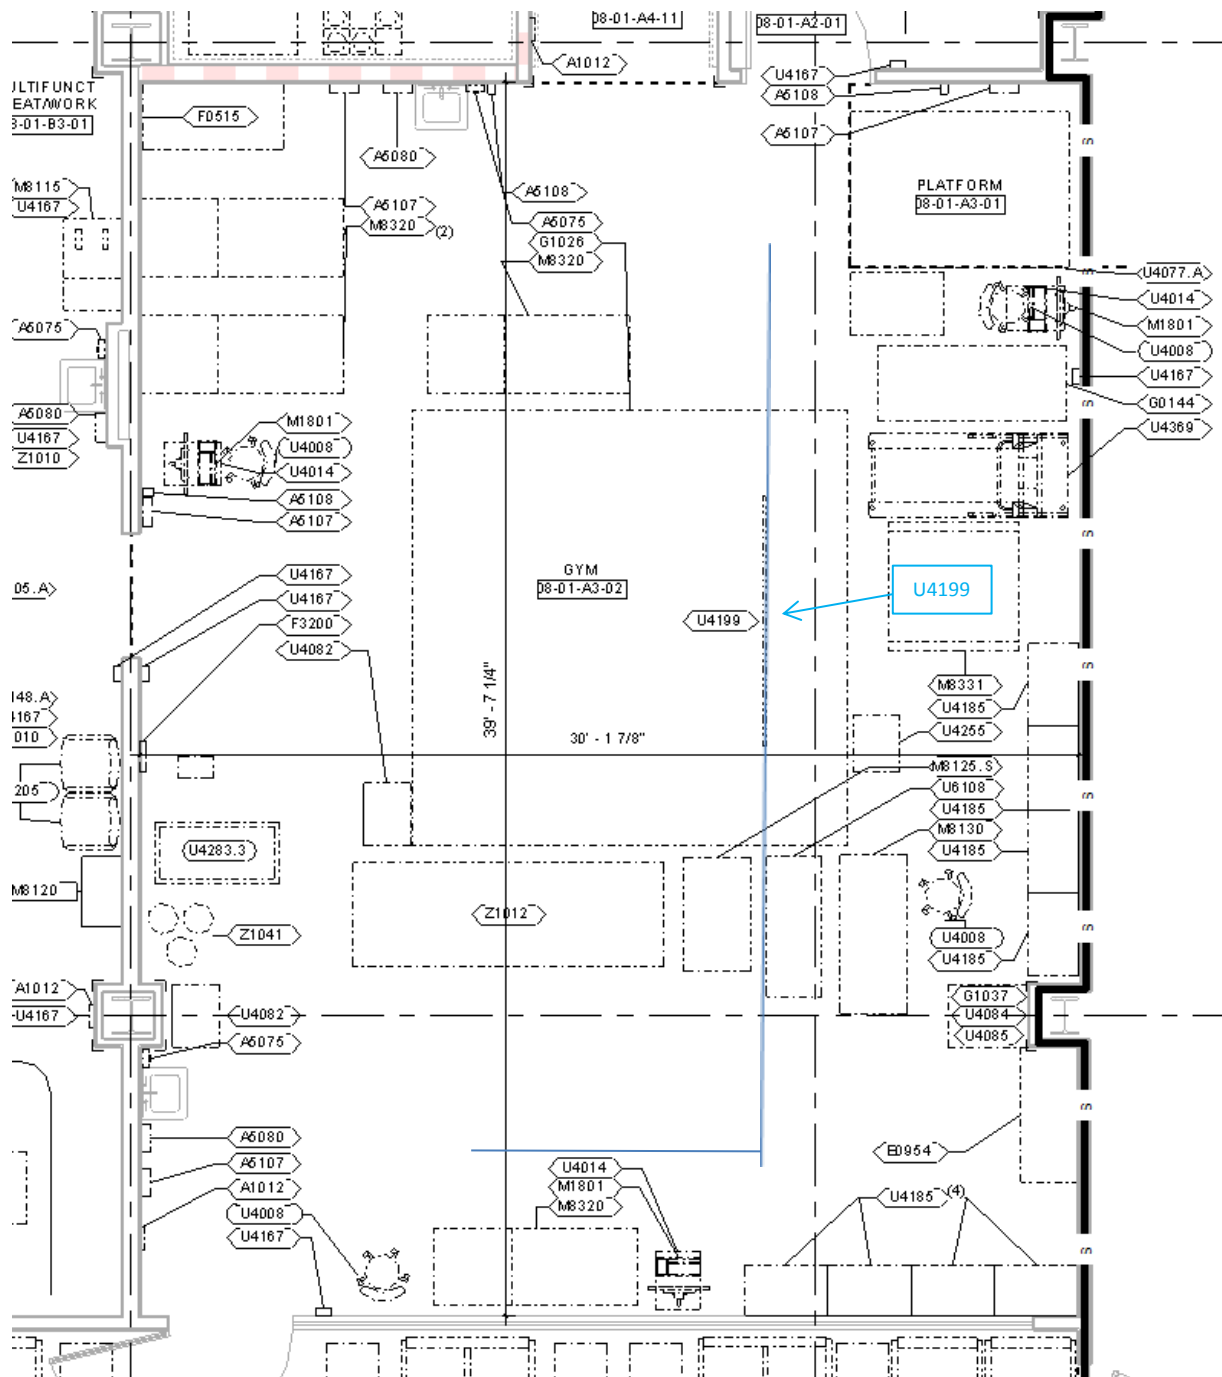 08-01-A4-11
08-01-A2-01
A1012
U4167
A5108
A5107
EAT/WORK
F0515
A5080
PLATFORM
08-01-A3-01
M8115
U4167
A5108
A5107
A5075
M8320 (2)
G1026
M8320
U4077.A
U4014
M1801
U4008
U4167
G0144
U4369
A5075
A5080
U4167
Z1010
M1801
U4008
U4014
A5108
A5107
GYM
08-01-A3-02
U4199
U4199
05.A
U4167
U4167
F3200
U4082
39' - 7 1/4"
30' - 1 7/8"
M8331
U4185
U4255
M8125.S
U6108
U4185
M8130
U4185
148.A
4167
010
205
U4283.3
M8120
Z1012
Z1041
U4008
U4185
A1012
U4167
U4082
A5075
G1037
U4084
U4085
A5080
A5107
A1012
U4008
U4167
E0954
U4014
M1801
M8320
U4185 (4)
S
S
S
S
S
S
S
S
S